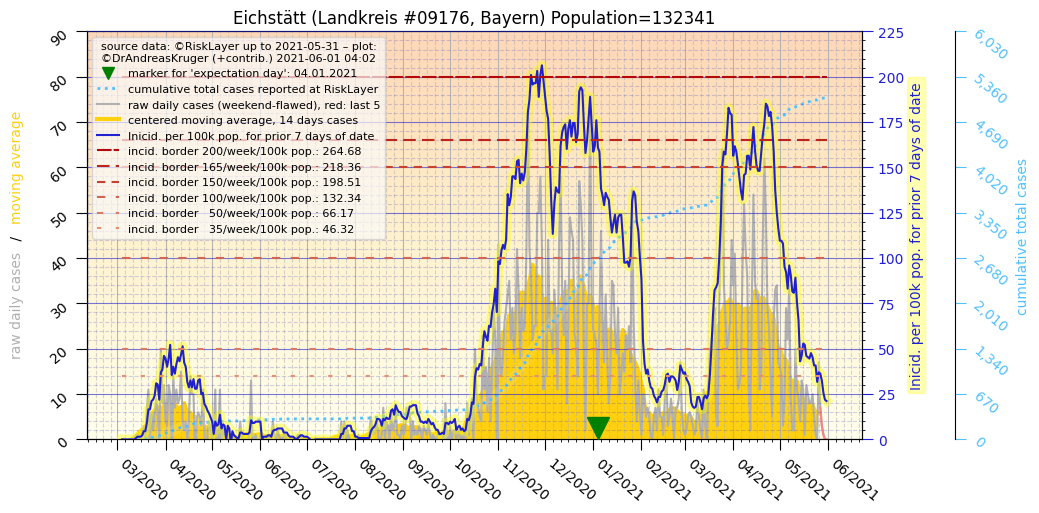 Eichstätt (Landkreis #09176, Bayern) Population=132341
source data: ©RiskLayer up to 2021-05-31 – plot:
©DrAndreasKruger (+contrib.) 2021-06-01 04:02
marker for 'expectation day': 04.01.2021
cumulative total cases reported at RiskLayer
raw daily cases (weekend-flawed), red: last 5
centered moving average, 14 days cases
Inicid. per 100k pop. for prior 7 days of date
incid. border 200/week/100k pop.: 264.68
incid. border 165/week/100k pop.: 218.36
incid. border 150/week/100k pop.: 198.51
incid. border 100/week/100k pop.: 132.34
incid. border   50/week/100k pop.: 66.17
incid. border   35/week/100k pop.: 46.32
raw daily cases / moving average
90
80
70
60
50
40
30
20
10
0
03/2020
04/2020
05/2020
06/2020
07/2020
08/2020
09/2020
10/2020
11/2020
12/2020
01/2021
02/2021
03/2021
04/2021
05/2021
06/2021
225
200
175
150
125
100
75
50
25
0
Inicid. per 100k pop. for prior 7 days of date
6,030
5,360
4,690
4,020
3,350
2,680
2,010
1,340
670
0
cumulative total cases